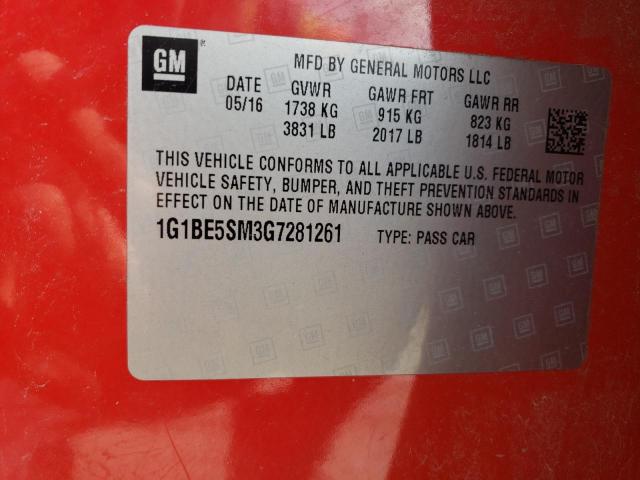 GM
MFD BY GENERAL MOTORS LLC
DATE GVWR GAWR FRT GAWR RR
05/16 1738 KG 915 KG 823 KG
3831 LB 2017 LB 1814 LB
THIS VEHICLE CONFORMS TO ALL APPLICABLE U.S. FEDERAL MOTOR
VEHICLE SAFETY, BUMPER, AND THEFT PREVENTION STANDARDS IN
EFFECT ON THE DATE OF MANUFACTURE SHOWN ABOVE.
1G1BE5SM3G7281261 TYPE: PASS CAR